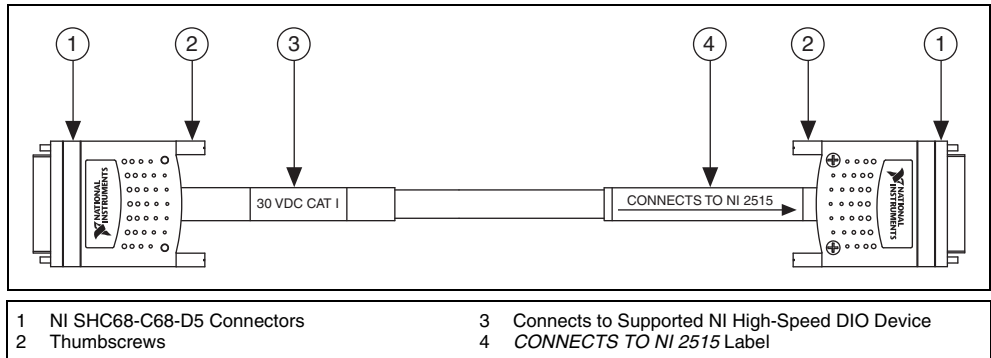 1
2
3
4
2
1
NATIONAL
INSTRUMENTS
30 VDC CAT I
CONNECTS TO NI 2515
NATIONAL
INSTRUMENTS
1 NI SHC68-C68-D5 Connectors
2 Thumbscrews
3 Connects to Supported NI High-Speed DIO Device
4 CONNECTS TO NI 2515 Label